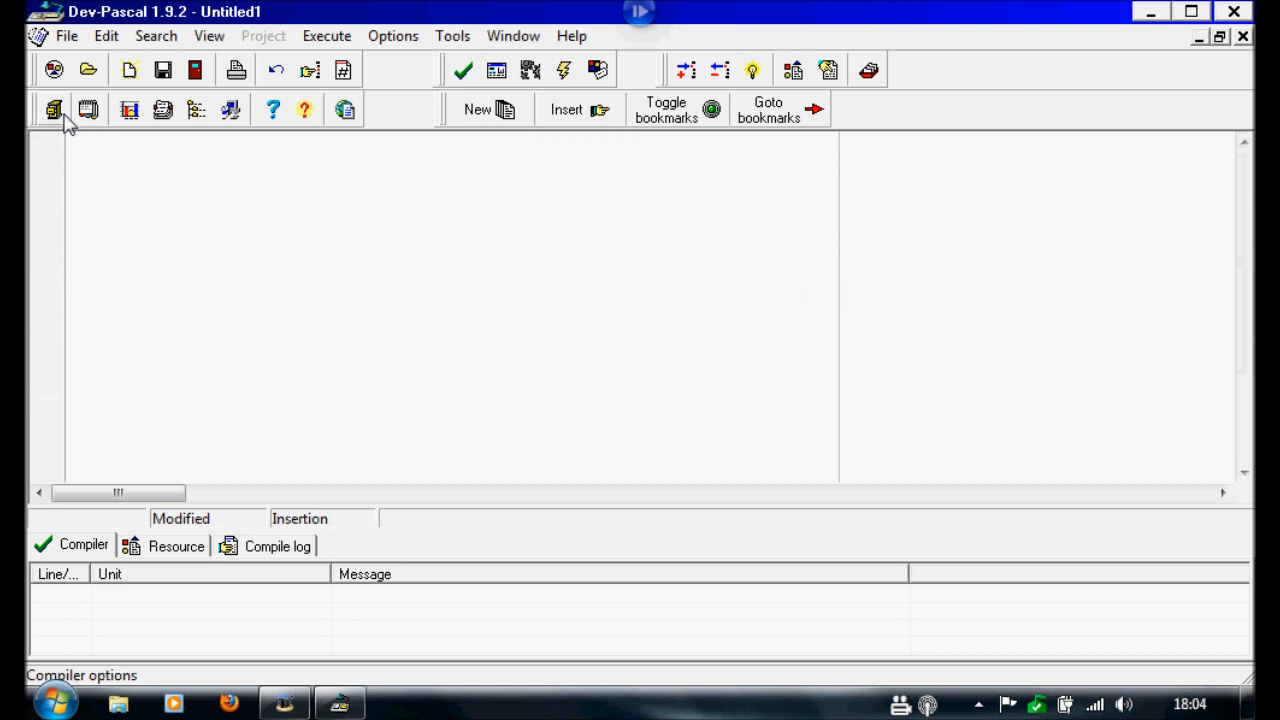 Dev-Pascal 1.9.2 - Untitled1
File Edit Search View Project Execute Options Tools Window Help
New Insert Toggle bookmarks Goto bookmarks
Modified Insertion
Compiler Resource Compile log
Line/... Unit Message
Compiler options
18:04